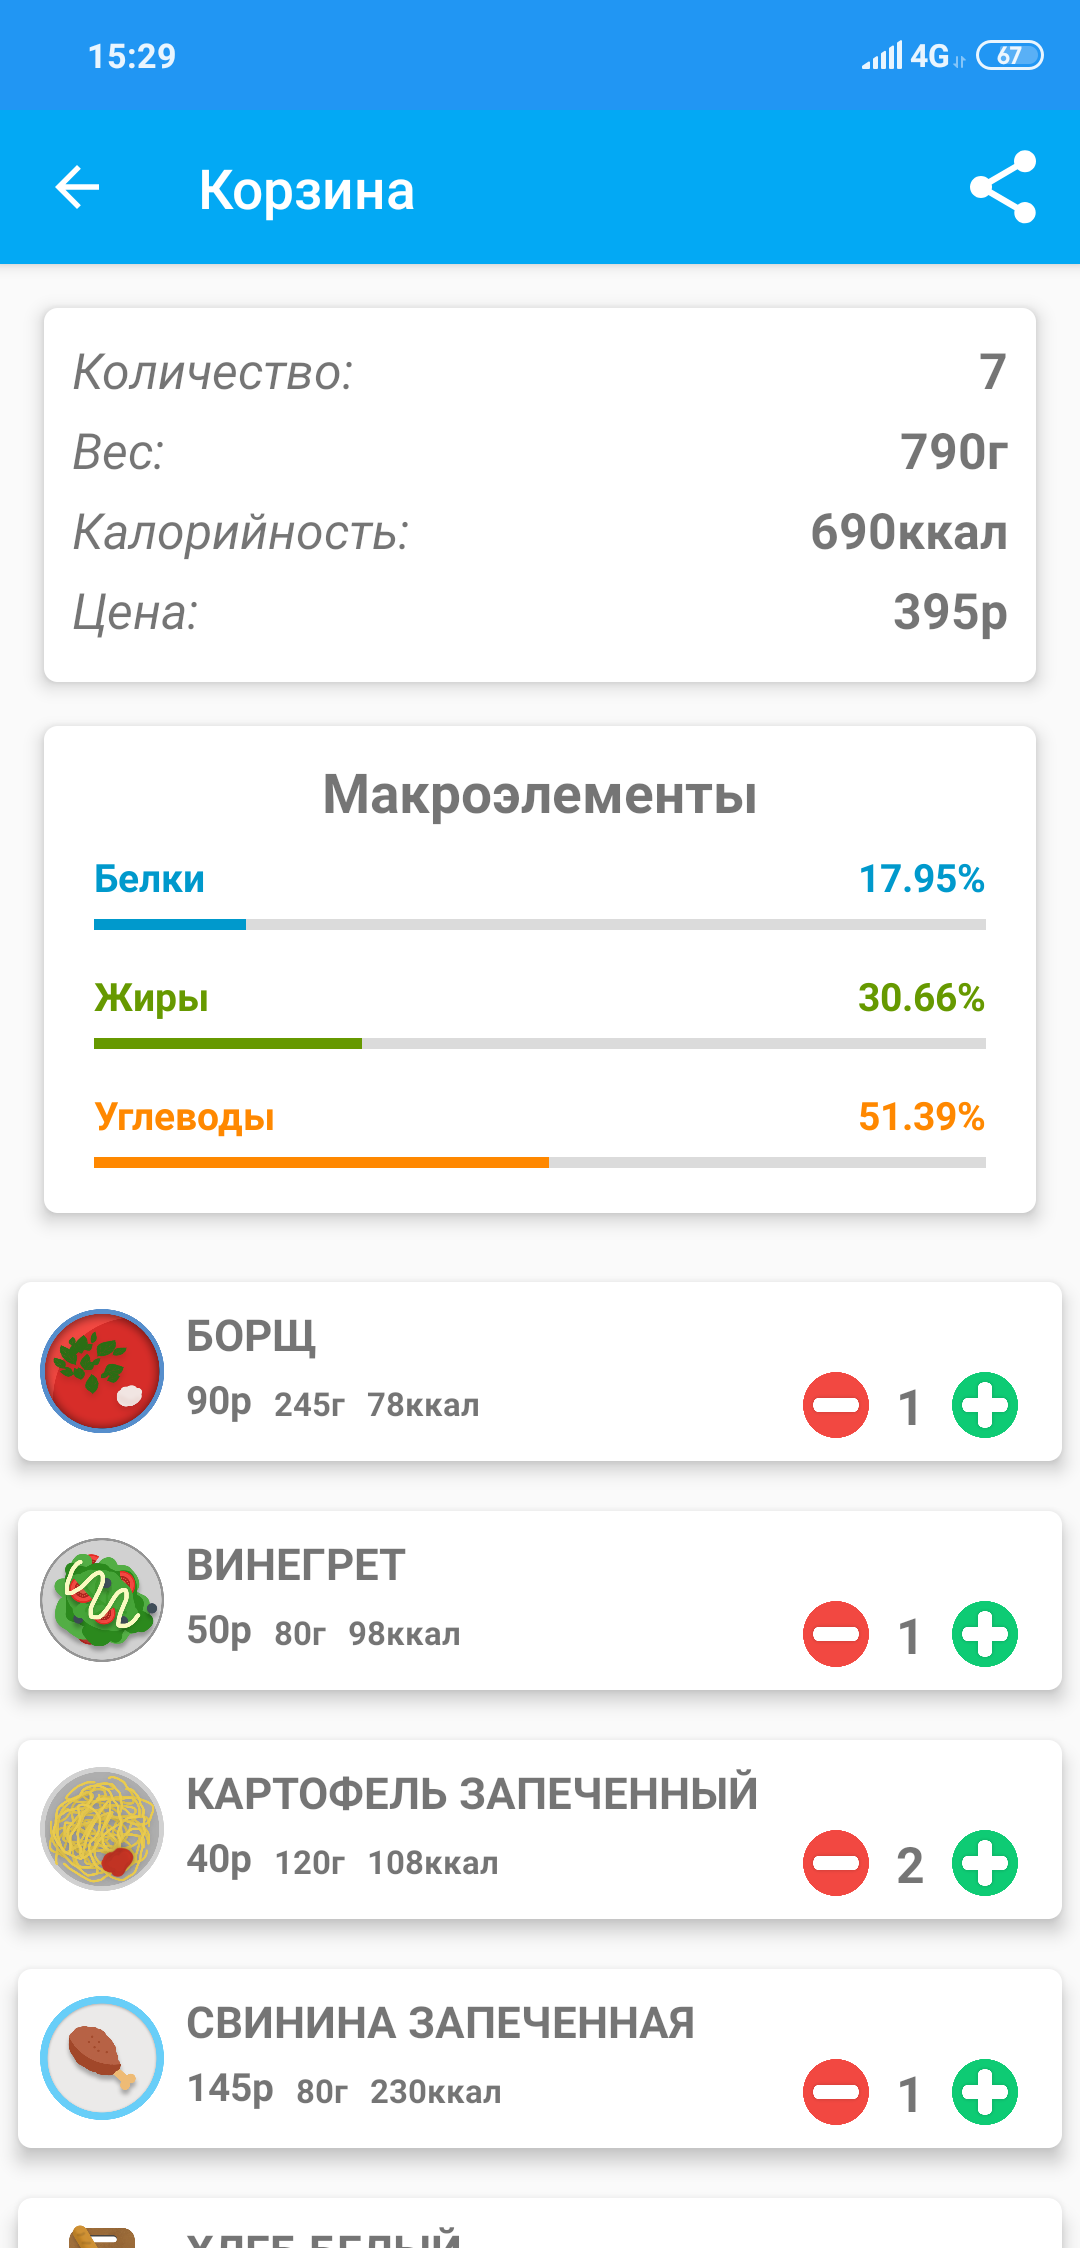 15:29 4G 67
Корзина
Количество: 7
Вес: 790г
Калорийность: 690ккал
Цена: 395р
Макроэлементы
Белки 17.95%
Жиры 30.66%
Углеводы 51.39%
БОРЩ
90р 245г 78ккал 1
ВИНЕГРЕТ
50р 80г 98ккал 1
КАРТОФЕЛЬ ЗАПЕЧЕННЫЙ
40р 120г 108ккал 2
СВИНИНА ЗАПЕЧЕННАЯ
145р 80г 230ккал 1
ХЛЕБ БЕЛЫЙ